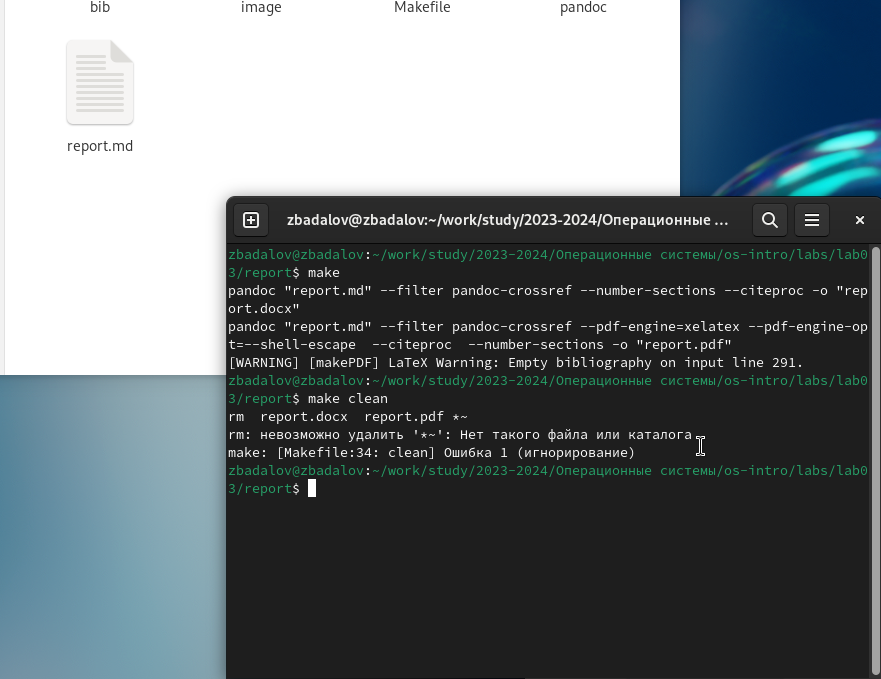 bib image Makefile pandoc
report.md
zbadalov@zbadalov:~/work/study/2023-2024/Операционные ...
zbadalov@zbadalov:~/work/study/2023-2024/Операционные системы/os-intro/labs/lab0
3/report$ make
pandoc "report.md" --filter pandoc-crossref --number-sections --citeproc -o "rep
ort.docx"
pandoc "report.md" --filter pandoc-crossref --pdf-engine=xelatex --pdf-engine-op
t=--shell-escape  --citeproc  --number-sections -o "report.pdf"
[WARNING] [makePDF] LaTeX Warning: Empty bibliography on input line 291.
zbadalov@zbadalov:~/work/study/2023-2024/Операционные системы/os-intro/labs/lab0
3/report$ make clean
rm  report.docx  report.pdf *~
rm: невозможно удалить '*~': Нет такого файла или каталога
make: [Makefile:34: clean] Ошибка 1 (игнорирование)
zbadalov@zbadalov:~/work/study/2023-2024/Операционные системы/os-intro/labs/lab0
3/report$